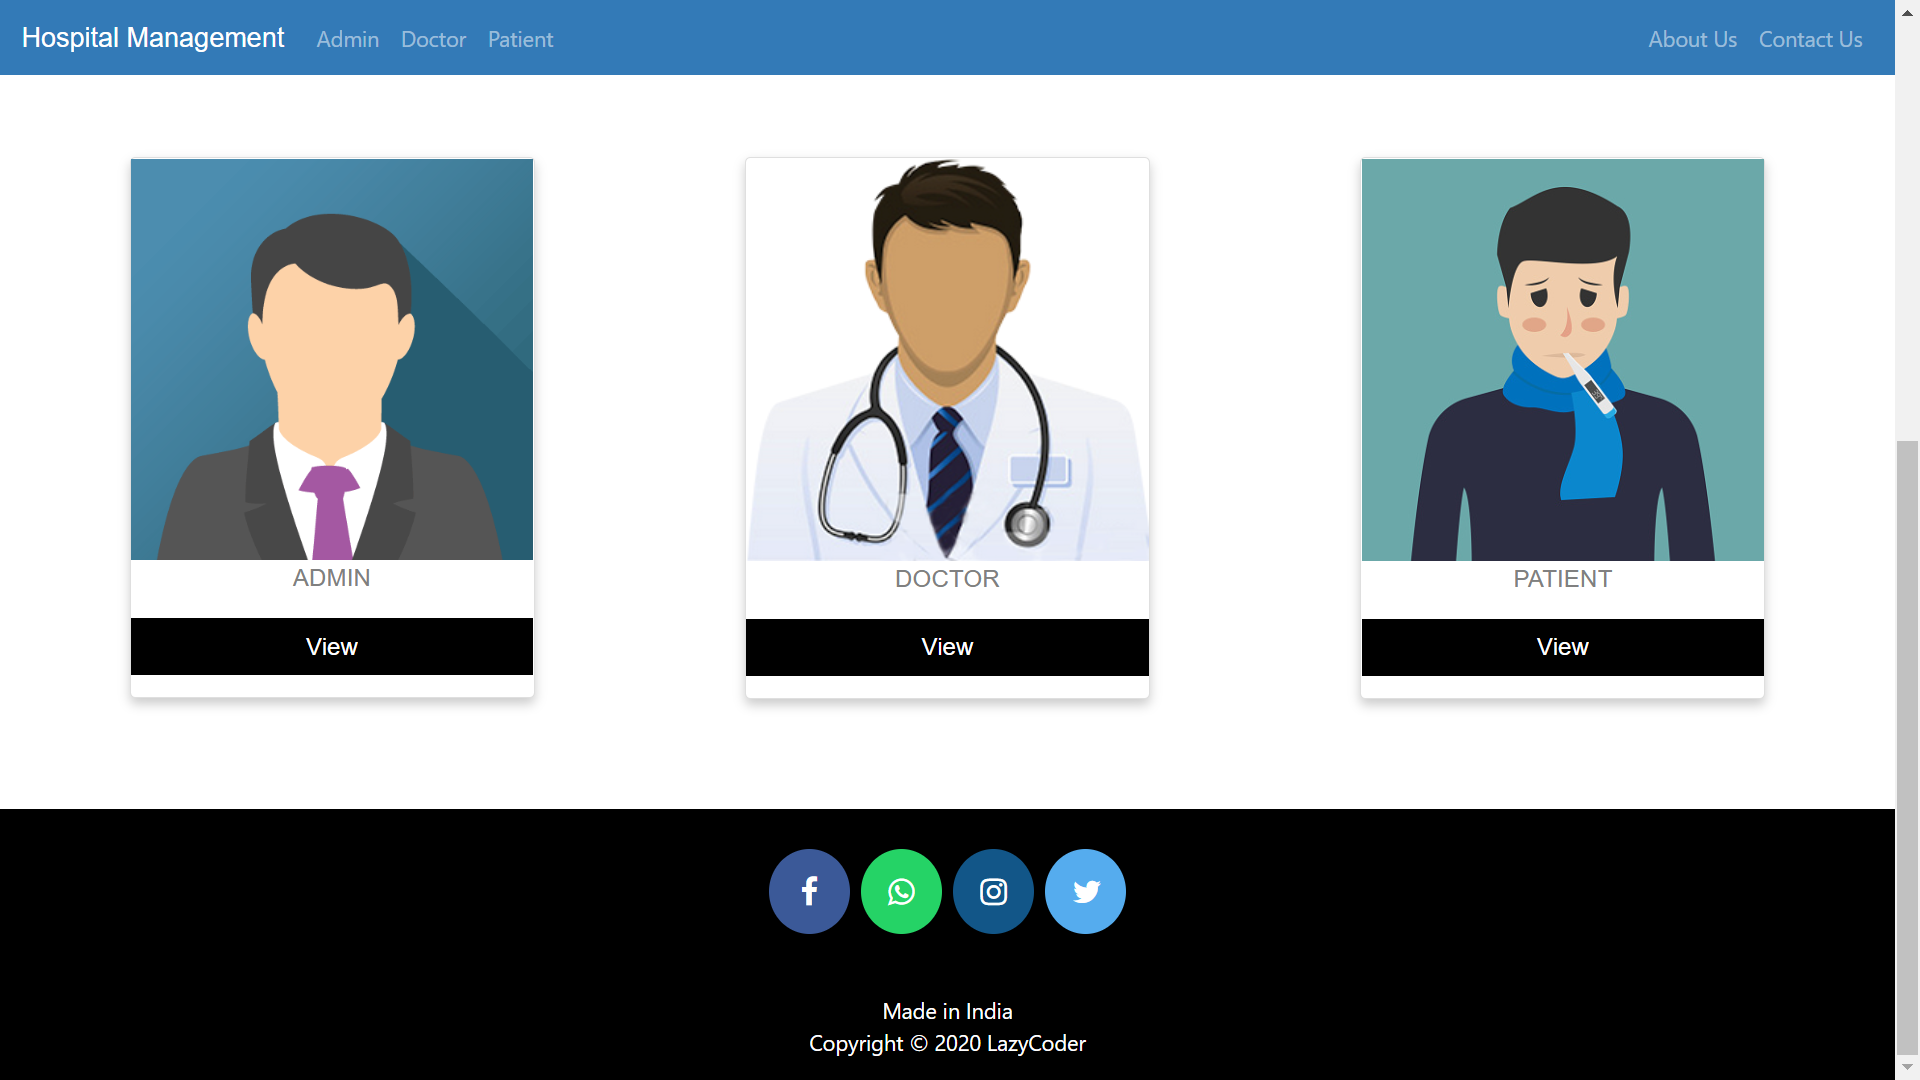 Hospital Management Admin Doctor Patient About Us Contact Us
ADMIN
View
DOCTOR
View
PATIENT
View
Made in India
Copyright © 2020 LazyCoder